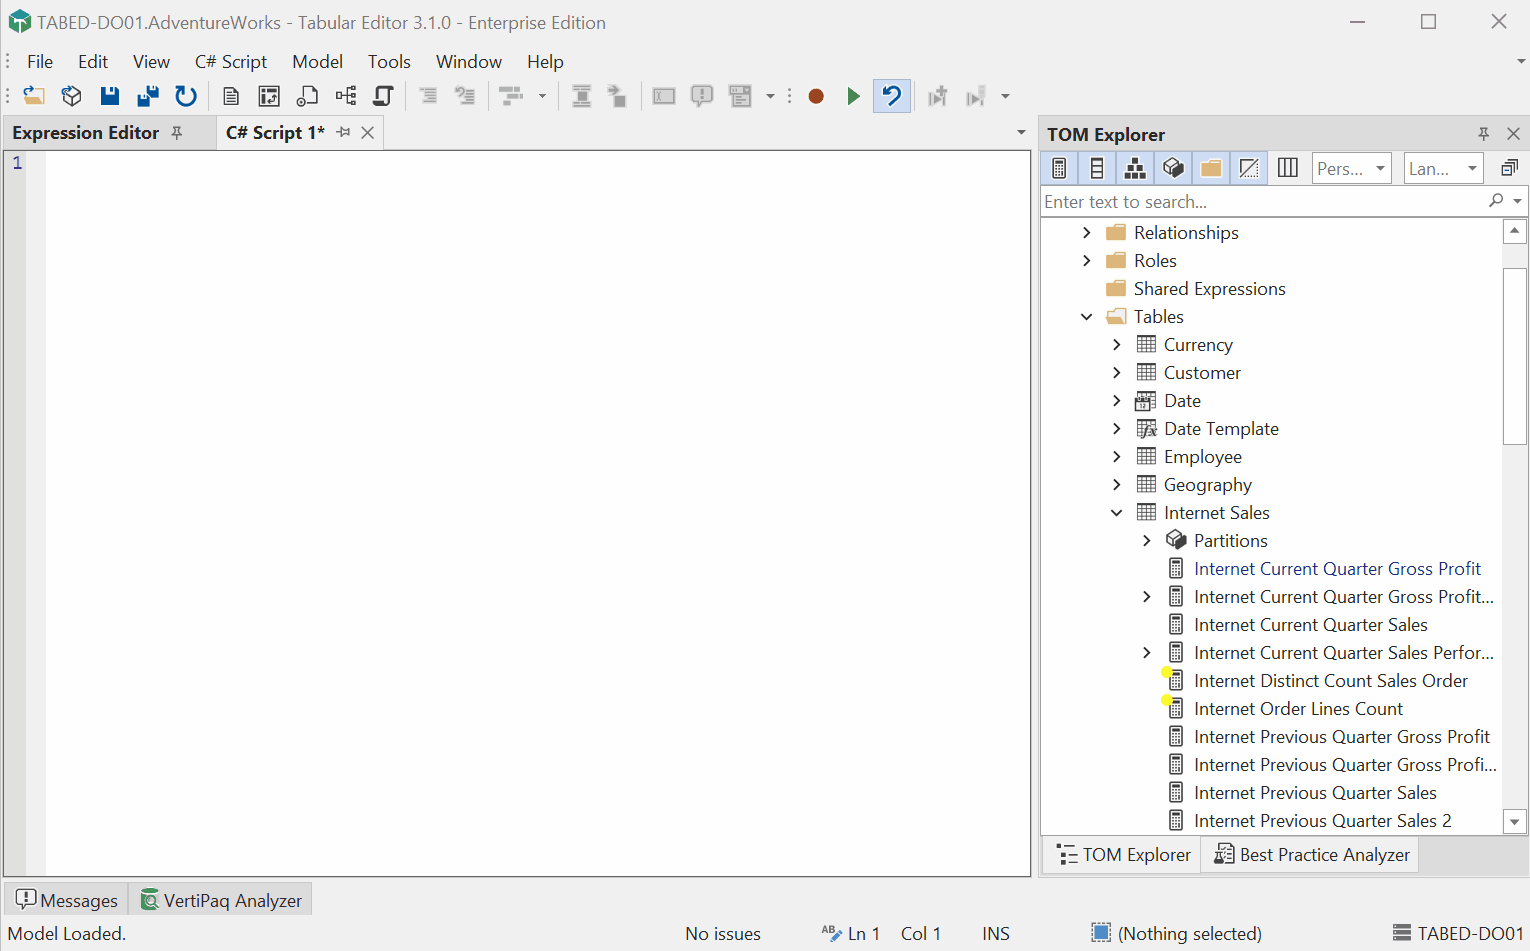 TABED-DO01.AdventureWorks - Tabular Editor 3.1.0 - Enterprise Edition
File Edit View C# Script Model Tools Window Help
Expression Editor C# Script 1*
TOM Explorer
1
Pers... Lan...
Enter text to search...
Relationships
Roles
Shared Expressions
Tables
Currency
Customer
Date
Date Template
Employee
Geography
Internet Sales
Partitions
Internet Current Quarter Gross Profit
Internet Current Quarter Gross Profit...
Internet Current Quarter Sales
Internet Current Quarter Sales Perfor...
Internet Distinct Count Sales Order
Internet Order Lines Count
Internet Previous Quarter Gross Profit
Internet Previous Quarter Gross Profi...
Internet Previous Quarter Sales
Internet Previous Quarter Sales 2
TOM Explorer Best Practice Analyzer
Messages VertiPaq Analyzer
Model Loaded. No issues Ln 1 Col 1 INS (Nothing selected) TABED-DO01